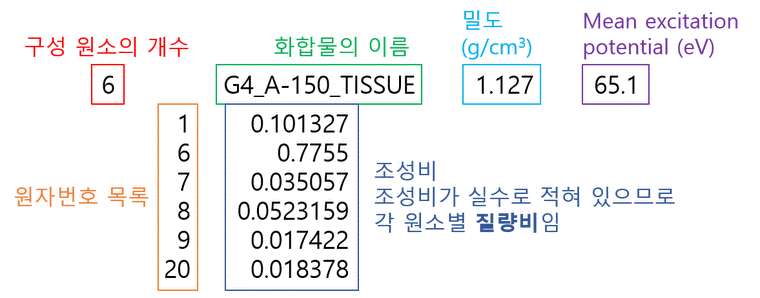 구성 원소의 개수
화합물의 이름
밀도
(g/cm³)
Mean excitation
potential (eV)
6
G4_A-150_TISSUE
1.127
65.1
원자번호 목록
1 0.101327
6 0.7755
7 0.035057
8 0.0523159
9 0.017422
20 0.018378
조성비
조성비가 실수로 적혀 있으므로
각 원소별 질량비임